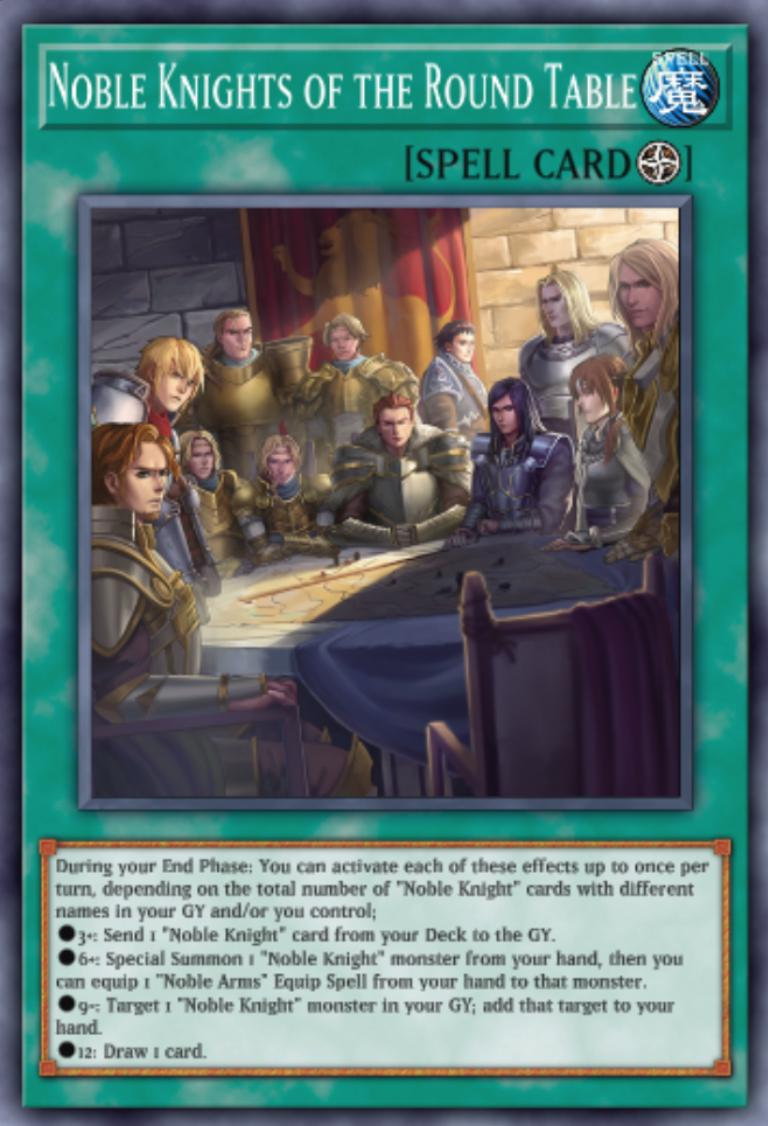 NOBLE KNIGHTS OF THE ROUND TABLE
SPELL
魔
[SPELL CARD]
During your End Phase: You can activate each of these effects up to once per
turn, depending on the total number of "Noble Knight" cards with different
names in your GY and/or you control;
●3+: Send 1 "Noble Knight" card from your Deck to the GY.
●6+: Special Summon 1 "Noble Knight" monster from your hand, then you
can equip 1 "Noble Arms" Equip Spell from your hand to that monster.
●9+: Target 1 "Noble Knight" monster in your GY; add that target to your
hand.
●12: Draw 1 card.